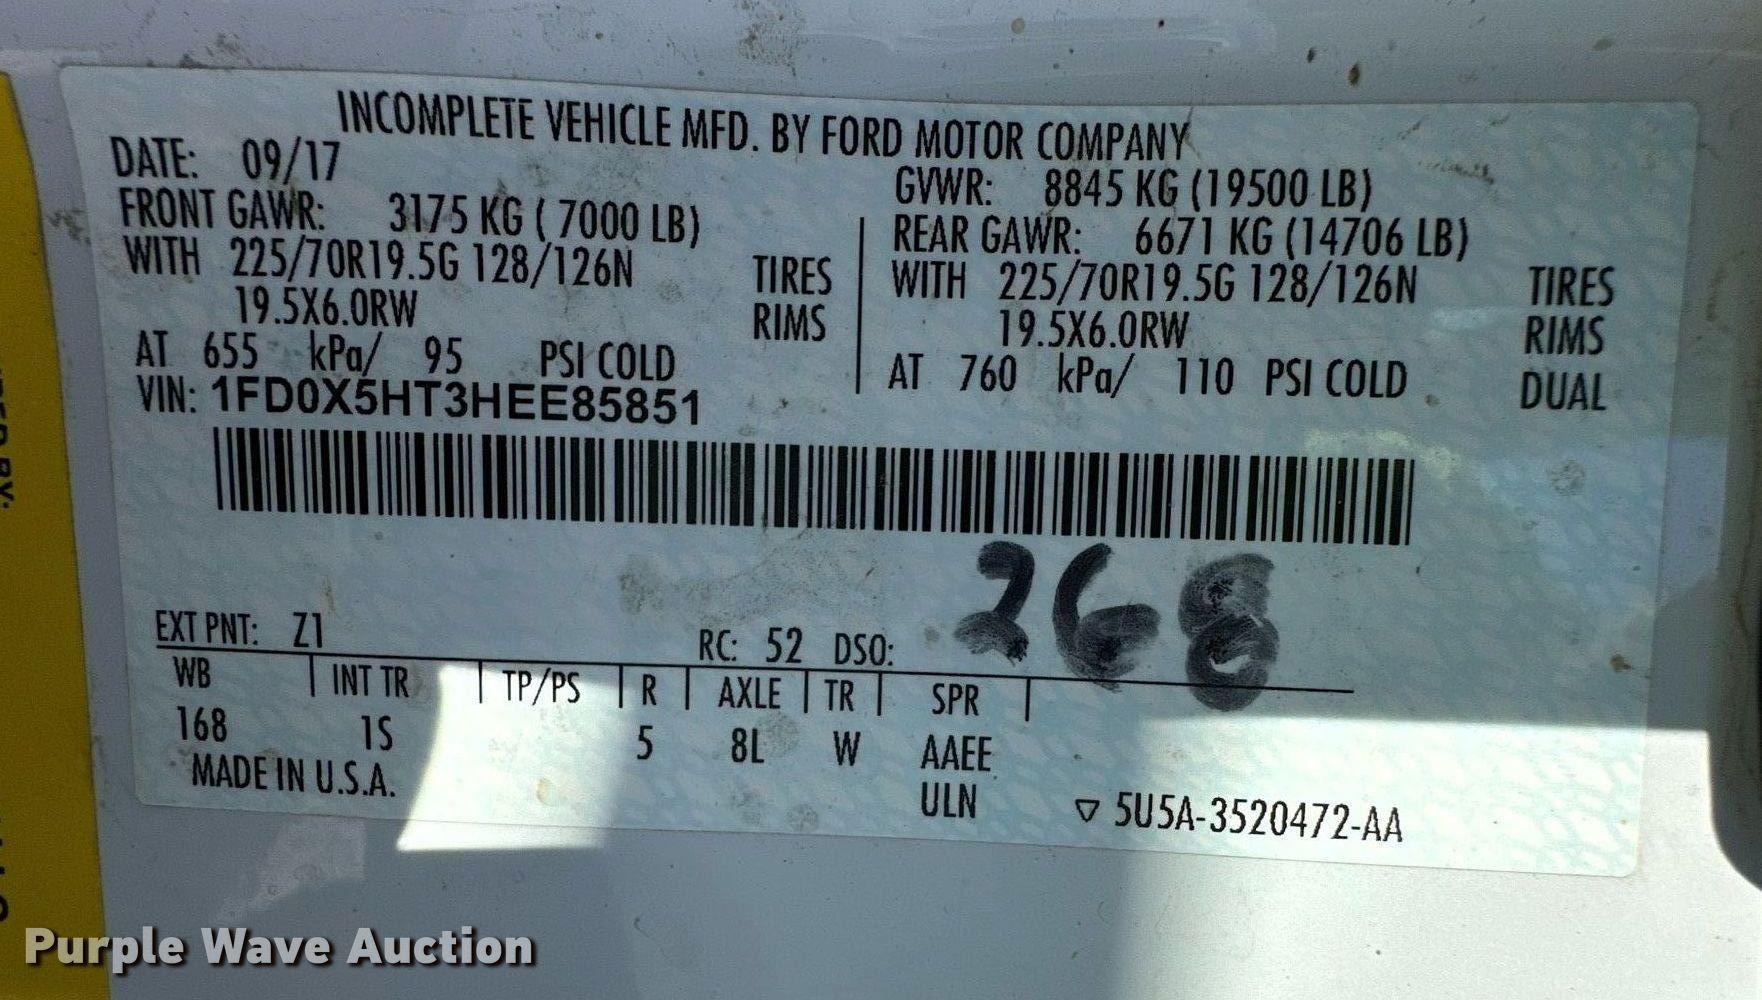 INCOMPLETE VEHICLE MFD. BY FORD MOTOR COMPANY
DATE: 09/17
GVWR: 8845 KG (19500 LB)
FRONT GAWR: 3175 KG ( 7000 LB)
REAR GAWR: 6671 KG (14706 LB)
WITH 225/70R19.5G 128/126N TIRES
WITH 225/70R19.5G 128/126N TIRES
19.5X6.0RW RIMS
19.5X6.0RW RIMS
AT 655 kPa/ 95 PSI COLD
AT 760 kPa/ 110 PSI COLD DUAL
VIN: 1FD0X5HT3HEE85851
268
EXT PNT: Z1 RC: 52 DSO:
WB INT TR TP/PS R AXLE TR SPR
168 1S 5 8L W AAEE
MADE IN U.S.A. ULN ▽ 5U5A-3520472-AA
Purple Wave Auction